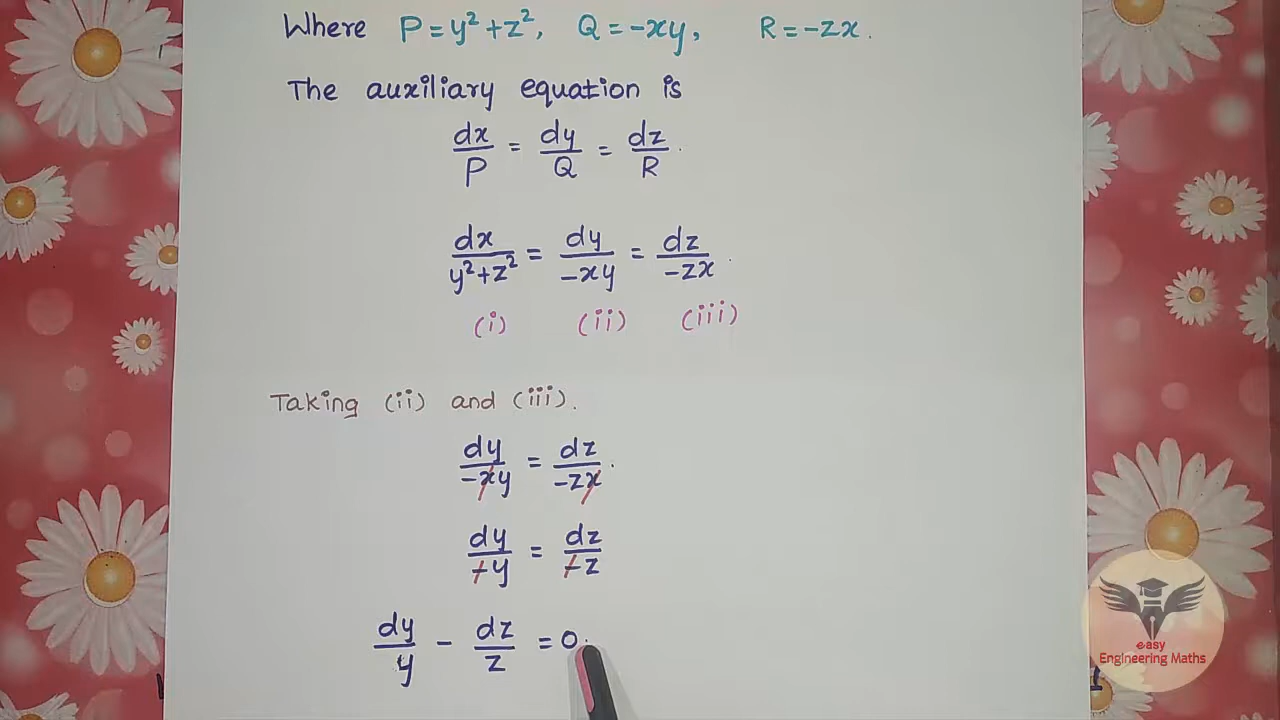 Where P=y²+z², Q=-xy, R=-zx.
The auxiliary equation is
dx/P = dy/Q = dz/R.
dx/y²+z² = dy/-xy = dz/-zx.
(i) (ii) (iii)
Taking (ii) and (iii).
dy/-xy = dz/-zx.
dy/-y = dz/-z
dy/y - dz/z = 0.
easy
Engineering Maths